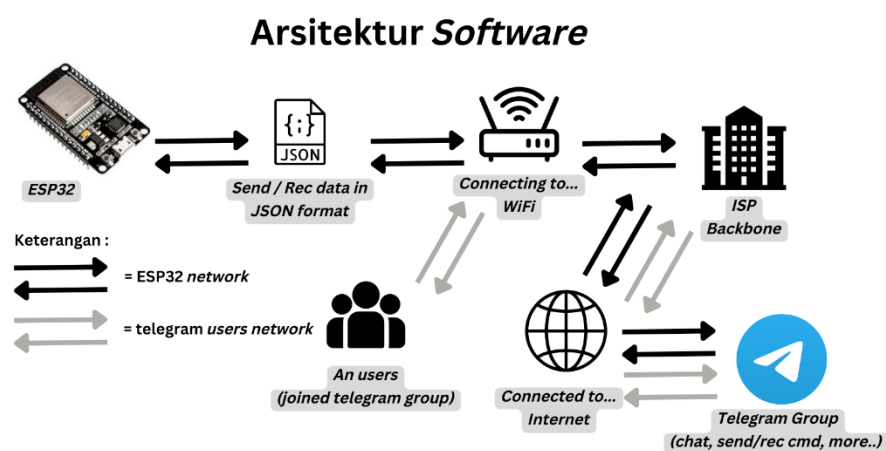 Arsitektur Software
{;}
JSON
ESP32
Send / Rec data in
JSON format
Connecting to...
WiFi
ISP
Backbone
Keterangan :
= ESP32 network
= telegram users network
An users
(joined telegram group)
Connected to...
Internet
Telegram Group
(chat, send/rec cmd, more..)